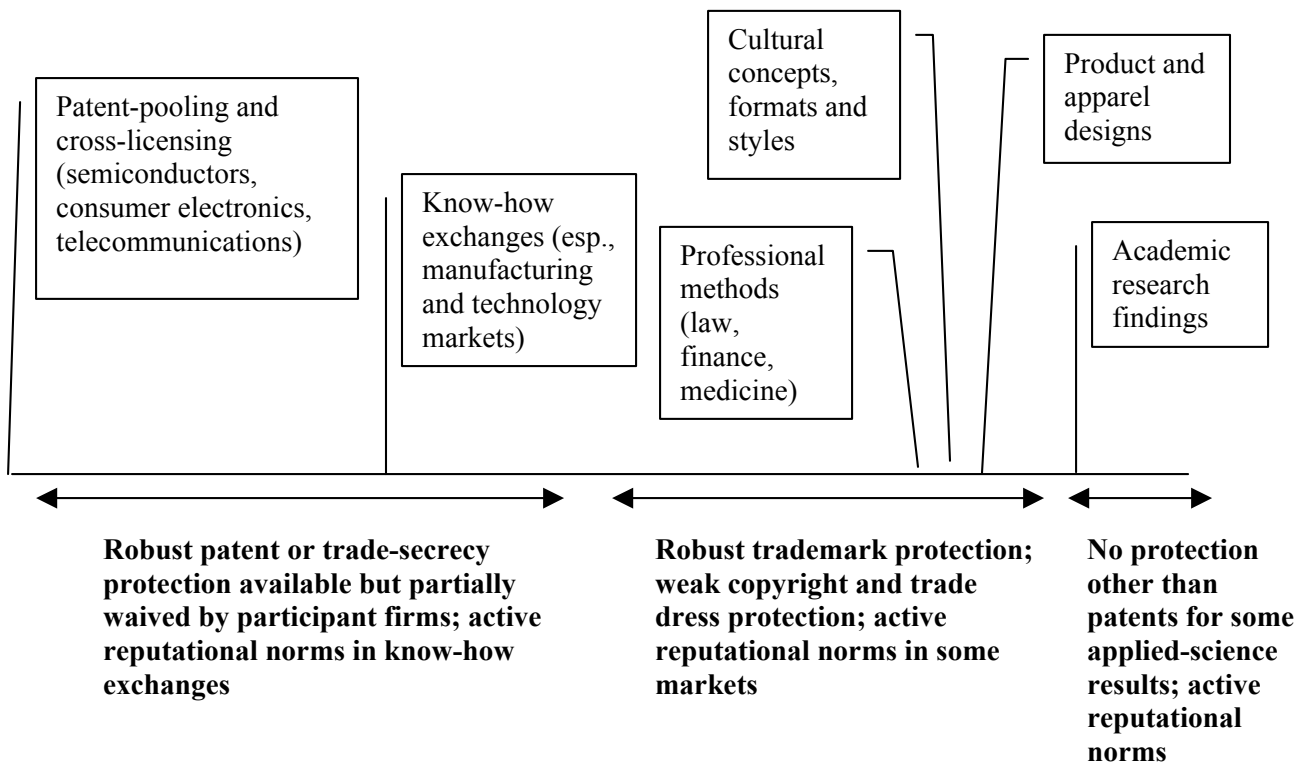 Patent-pooling and
cross-licensing
(semiconductors,
consumer electronics,
telecommunications)
Know-how
exchanges (esp.,
manufacturing
and technology
markets)
Cultural
concepts,
formats and
styles
Professional
methods
(law,
finance,
medicine)
Product and
apparel
designs
Academic
research
findings
Robust patent or trade-secrecy
protection available but partially
waived by participant firms; active
reputational norms in know-how
exchanges
Robust trademark protection;
weak copyright and trade
dress protection; active
reputational norms in some
markets
No protection
other than
patents for some
applied-science
results; active
reputational
norms